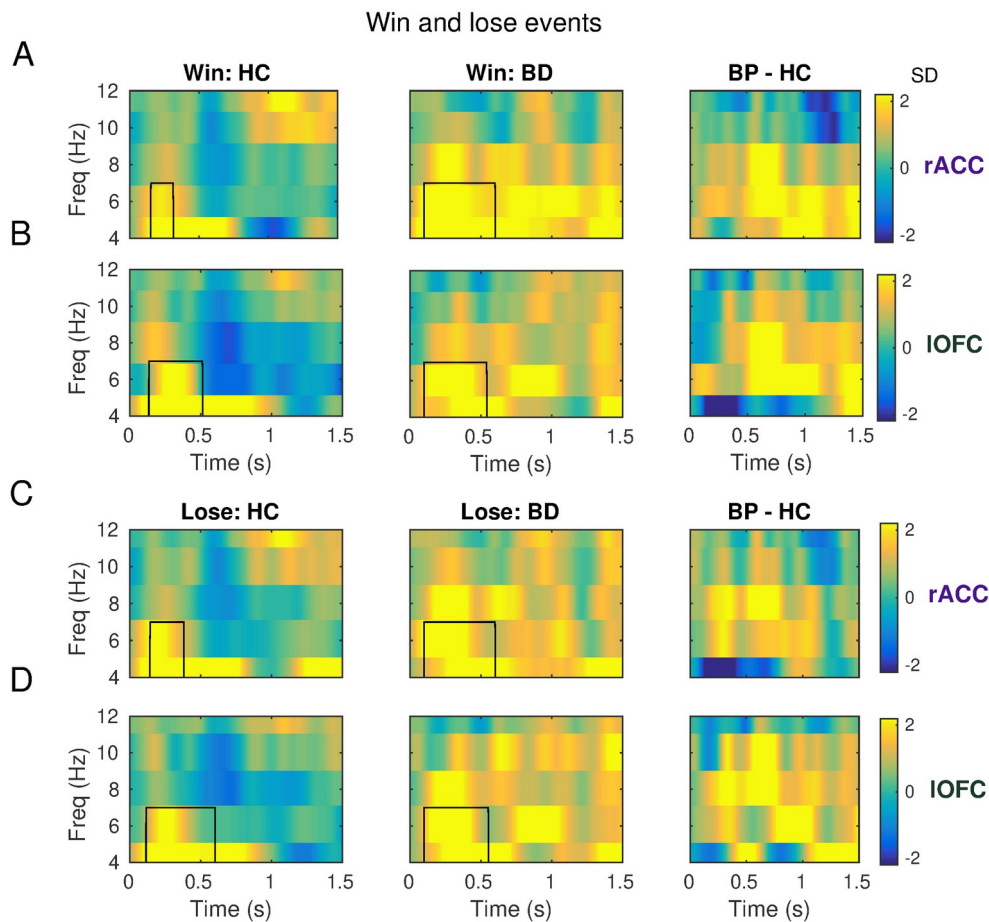 Win and lose events
A
Win: HC
Win: BD
BP - HC
SD
12
10
8
6
4
Freq (Hz)
2
0
-2
rACC
B
12
10
8
6
4
Freq (Hz)
0 0.5 1 1.5
Time (s)
0 0.5 1 1.5
Time (s)
0 0.5 1 1.5
Time (s)
2
0
-2
lOFC
C
Lose: HC
Lose: BD
BP - HC
12
10
8
6
4
Freq (Hz)
2
0
-2
rACC
D
12
10
8
6
4
Freq (Hz)
0 0.5 1 1.5
Time (s)
0 0.5 1 1.5
Time (s)
0 0.5 1 1.5
Time (s)
2
0
-2
lOFC